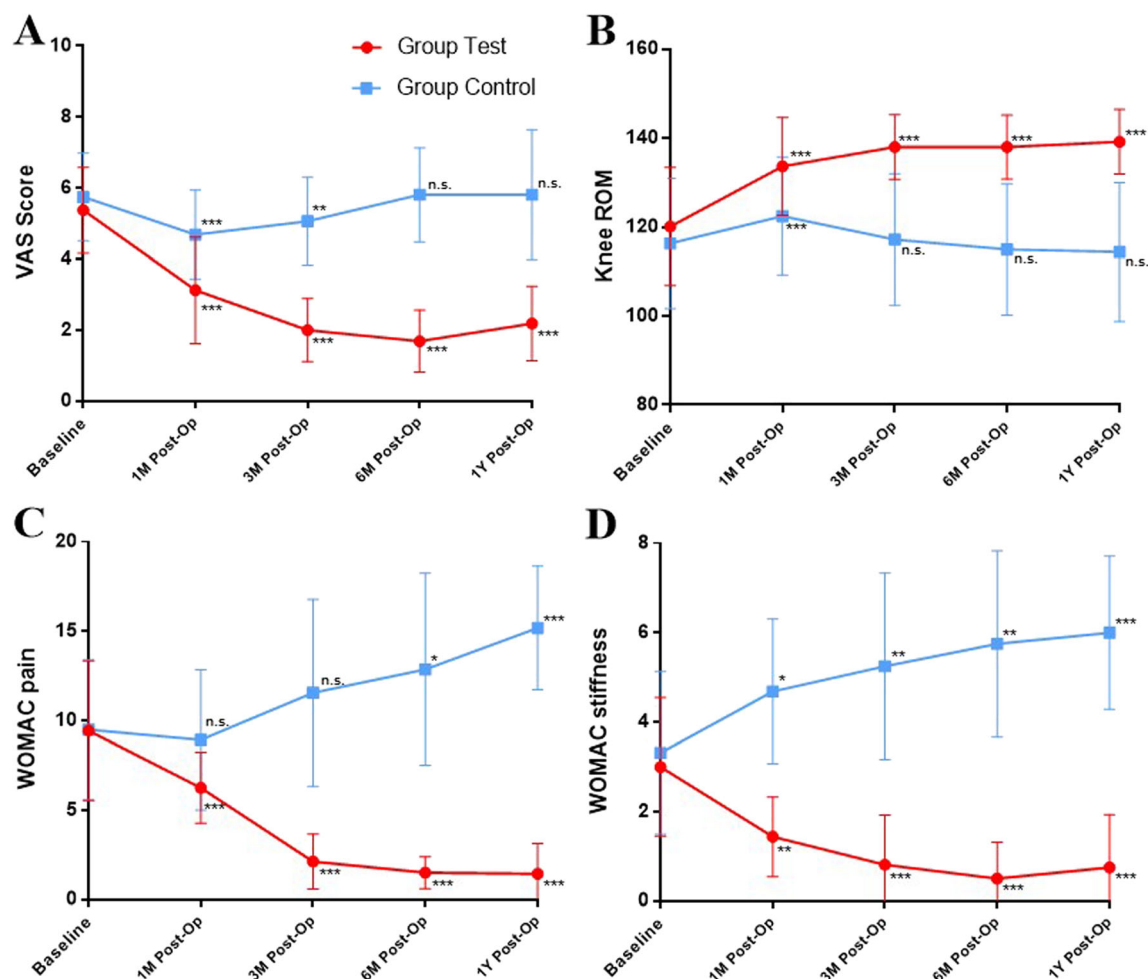 A
B
10
8
6
4
2
0
VAS Score
Group Test
Group Control
***
**
n.s.
n.s.
***
***
***
***
Baseline
1M Post-Op
3M Post-Op
6M Post-Op
1Y Post-Op
160
140
120
100
80
Knee ROM
***
***
***
***
***
n.s.
n.s.
n.s.
Baseline
1M Post-Op
3M Post-Op
6M Post-Op
1Y Post-Op
C
D
20
15
10
5
0
WOMAC pain
n.s.
n.s.
*
***
***
***
***
***
Baseline
1M Post-Op
3M Post-Op
6M Post-Op
1Y Post-Op
8
6
4
2
0
WOMAC stiffness
*
**
**
***
**
***
***
***
Baseline
1M Post-Op
3M Post-Op
6M Post-Op
1Y Post-Op